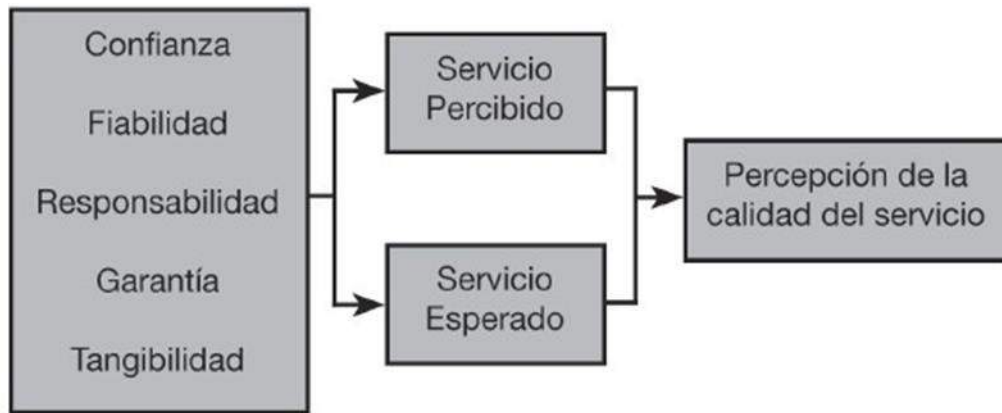 Confianza
Fiabilidad
Responsabilidad
Garantía
Tangibilidad
Servicio
Percibido
Servicio
Esperado
Percepción de la
calidad del servicio